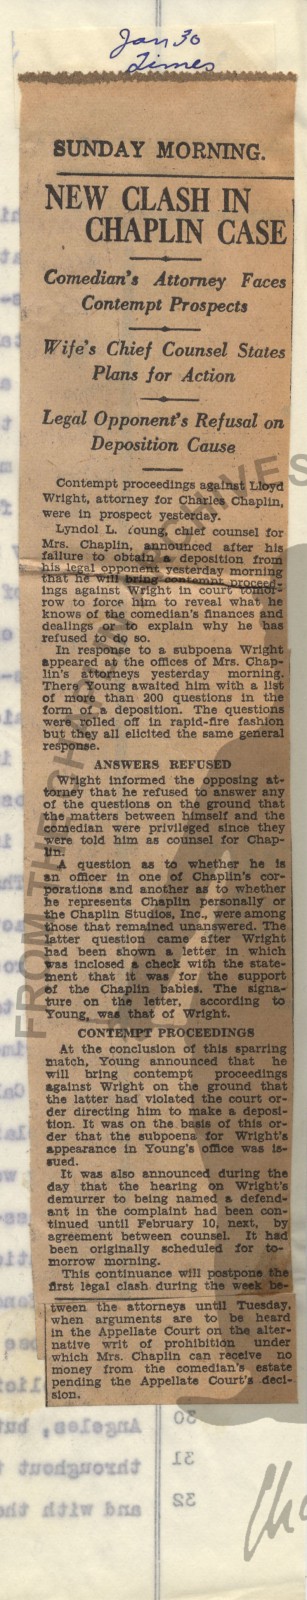 Jan 30
Times
SUNDAY MORNING.
NEW CLASH IN
CHAPLIN CASE
Comedian's Attorney Faces
Contempt Prospects
Wife's Chief Counsel States
Plans for Action
Legal Opponent's Refusal on
Deposition Cause
Contempt proceedings against Lloyd
Wright, attorney for Charles Chaplin,
were in prospect yesterday.
Lyndol L. Young, chief counsel for
Mrs. Chaplin, announced after his
failure to obtain a deposition from
his legal opponent yesterday morning
that he will bring contempt proceed-
ings against Wright in court tomor-
row to force him to reveal what he
knows of the comedian's finances and
dealings or to explain why he has
refused to do so.
In response to a subpoena Wright
appeared at the offices of Mrs. Chap-
lin's attorneys yesterday morning.
There Young awaited him with a list
of more than 200 questions in the
form of a deposition. The questions
were rolled off in rapid-fire fashion
but they all elicited the same general
response.
ANSWERS REFUSED
Wright informed the opposing at-
torney that he refused to answer any
of the questions on the ground that
the matters between himself and the
comedian were privileged since they
were told him as counsel for Chap-
lin.
A question as to whether he is
an officer in one of Chaplin's cor-
porations and another as to whether
he represents Chaplin personally or
the Chaplin Studios, Inc., were among
those that remained unanswered. The
latter question came after Wright
had been shown a letter in which
was inclosed a check with the state-
ment that it was for the support
of the Chaplin babies. The signa-
ture on the letter, according to
Young, was that of Wright.
CONTEMPT PROCEEDINGS
At the conclusion of this sparring
match, Young announced that he
will bring contempt proceedings
against Wright on the ground that
the latter had violated the court or-
der directing him to make a deposi-
tion. It was on the basis of this or-
der that the subpoena for Wright's
appearance in Young's office was is-
sued.
It was also announced during the
day that the hearing on Wright's
demurrer to being named a defend-
ant in the complaint had been con-
tinued until February 10, next, by
agreement between counsel. It had
been originally scheduled for to-
morrow morning.
This continuance will postpone the
first legal clash during the week be-
tween the attorneys until Tuesday,
when arguments are to be heard
in the Appellate Court on the alter-
native writ of prohibition under
which Mrs. Chaplin can receive no
money from the comedian's estate
pending the Appellate Court's deci-
sion.
30
Angeles, but
31
throughout
32
and with the
FROM THE ARCHIVES